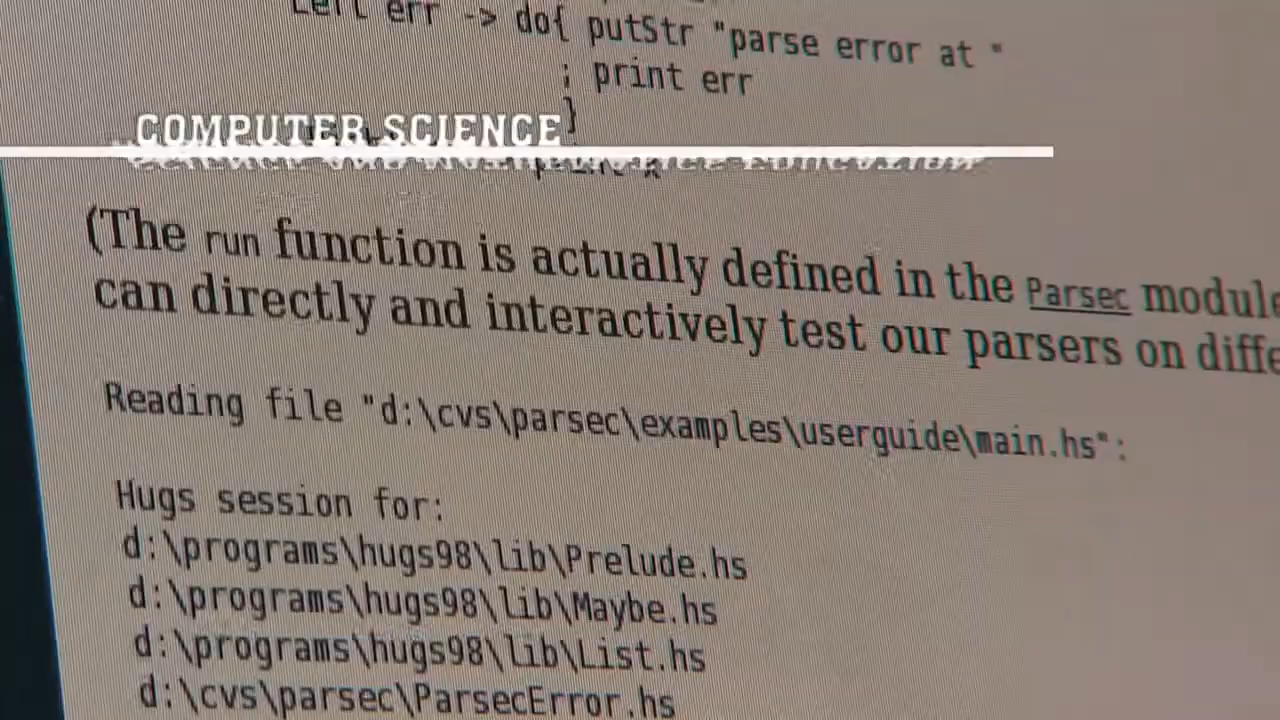 err -> do{ putStr "parse error at "
; print err
}
COMPUTER SCIENCE
(The run function is actually defined in the Parsec module
can directly and interactively test our parsers on
Reading file "d:\cvs\parsec\examples\userguide\main.hs":
Hugs session for:
d:\programs\hugs98\lib\Prelude.hs
d:\programs\hugs98\lib\Maybe.hs
d:\programs\hugs98\lib\List.hs
d:\cvs\parsec\ParsecError.hs